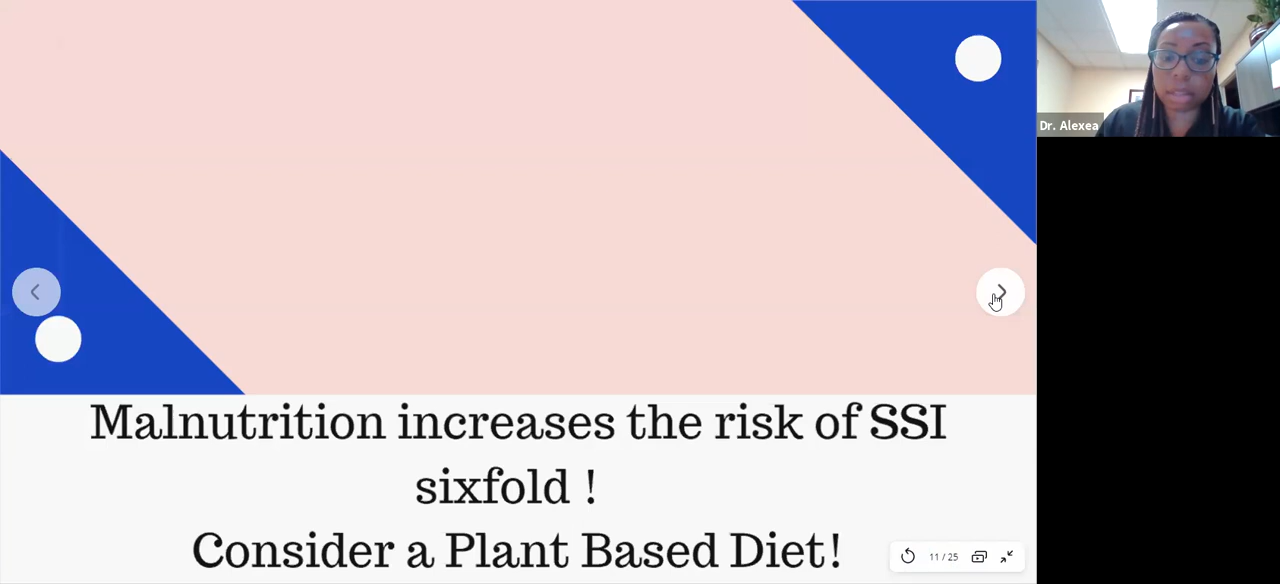 Dr. Alexea
Malnutrition increases the risk of SSI
sixfold !
Consider a Plant Based Diet!
11 / 25